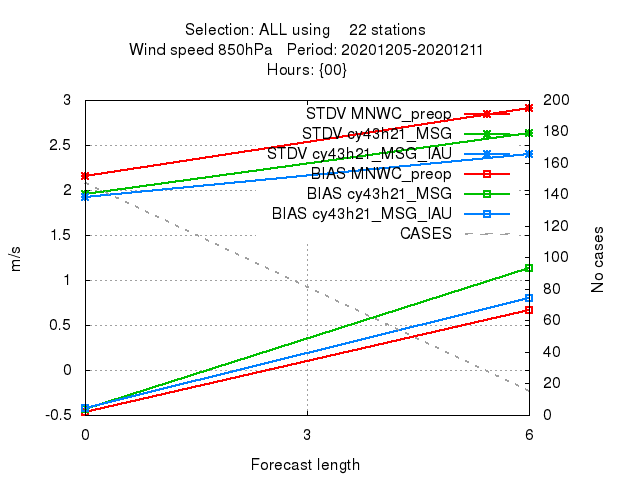 Selection: ALL using 22 stations
Wind speed 850hPa Period: 20201205-20201211
Hours: {00}
3
2.5
2
1.5
1
0.5
0
-0.5
m/s
STDV MNWC_preop
STDV cy43h21_MSG
STDV cy43h21_MSG_IAU
BIAS MNWC_preop
BIAS cy43h21_MSG
BIAS cy43h21_MSG_IAU
CASES
200
180
160
140
120
100
80
60
40
20
0
No cases
0 3 6
Forecast length